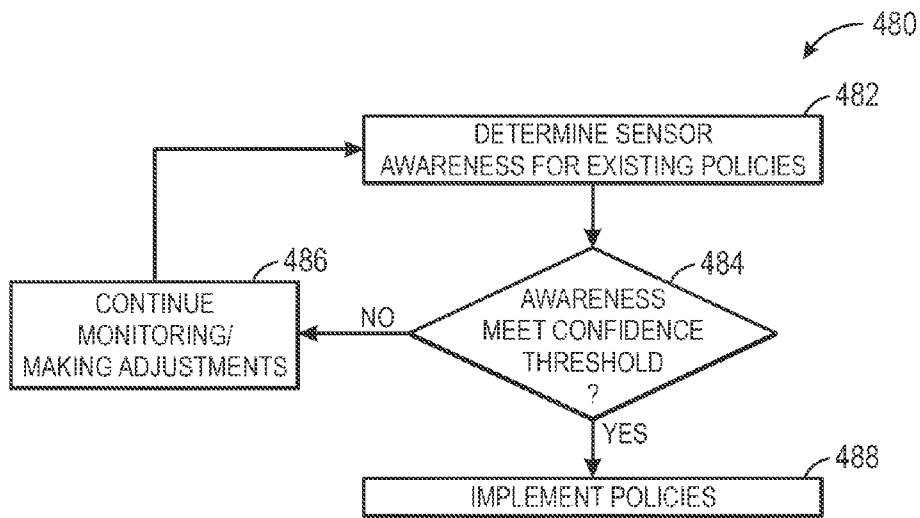 480
482
DETERMINE SENSOR
AWARENESS FOR EXISTING POLICIES
486
CONTINUE
MONITORING/
MAKING ADJUSTMENTS
NO
484
AWARENESS
MEET CONFIDENCE
THRESHOLD
?
YES
488
IMPLEMENT POLICIES